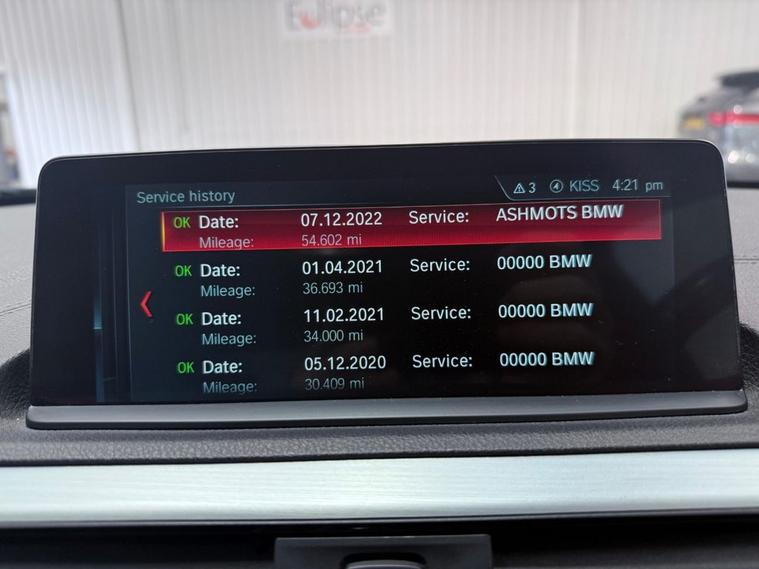 Eclipse
Service history
3 KISS 4:21 pm
OK Date: 07.12.2022 Service: ASHMOTS BMW
Mileage: 54.602 mi
OK Date: 01.04.2021 Service: 00000 BMW
Mileage: 36.693 mi
OK Date: 11.02.2021 Service: 00000 BMW
Mileage: 34.000 mi
OK Date: 05.12.2020 Service: 00000 BMW
Mileage: 30.409 mi